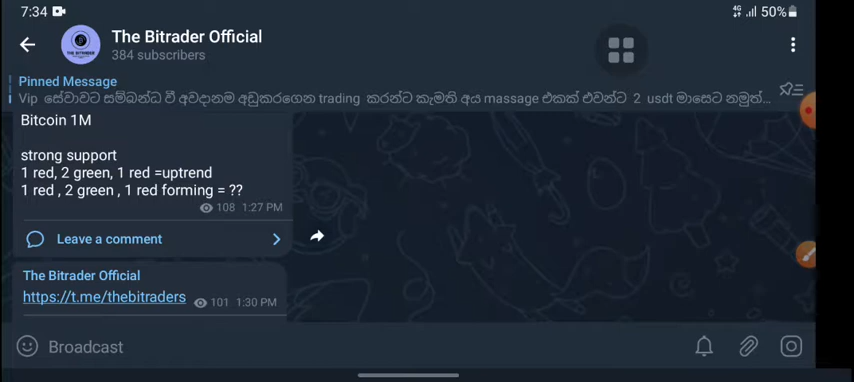 7:34
4G 50%
The Bitrader Official
384 subscribers
Pinned Message
Vip සේවාවට සම්බන්ධ වී අවදානම අඩුකරගෙන trading කරන්ට කැමති අය massage එකක් එවන්ට 2 usdt මාසෙට නමුත්...
Bitcoin 1M
strong support
1 red, 2 green, 1 red =uptrend
1 red , 2 green , 1 red forming = ??
108 1:27 PM
Leave a comment
The Bitrader Official
https://t.me/thebitraders 101 1:30 PM
Broadcast